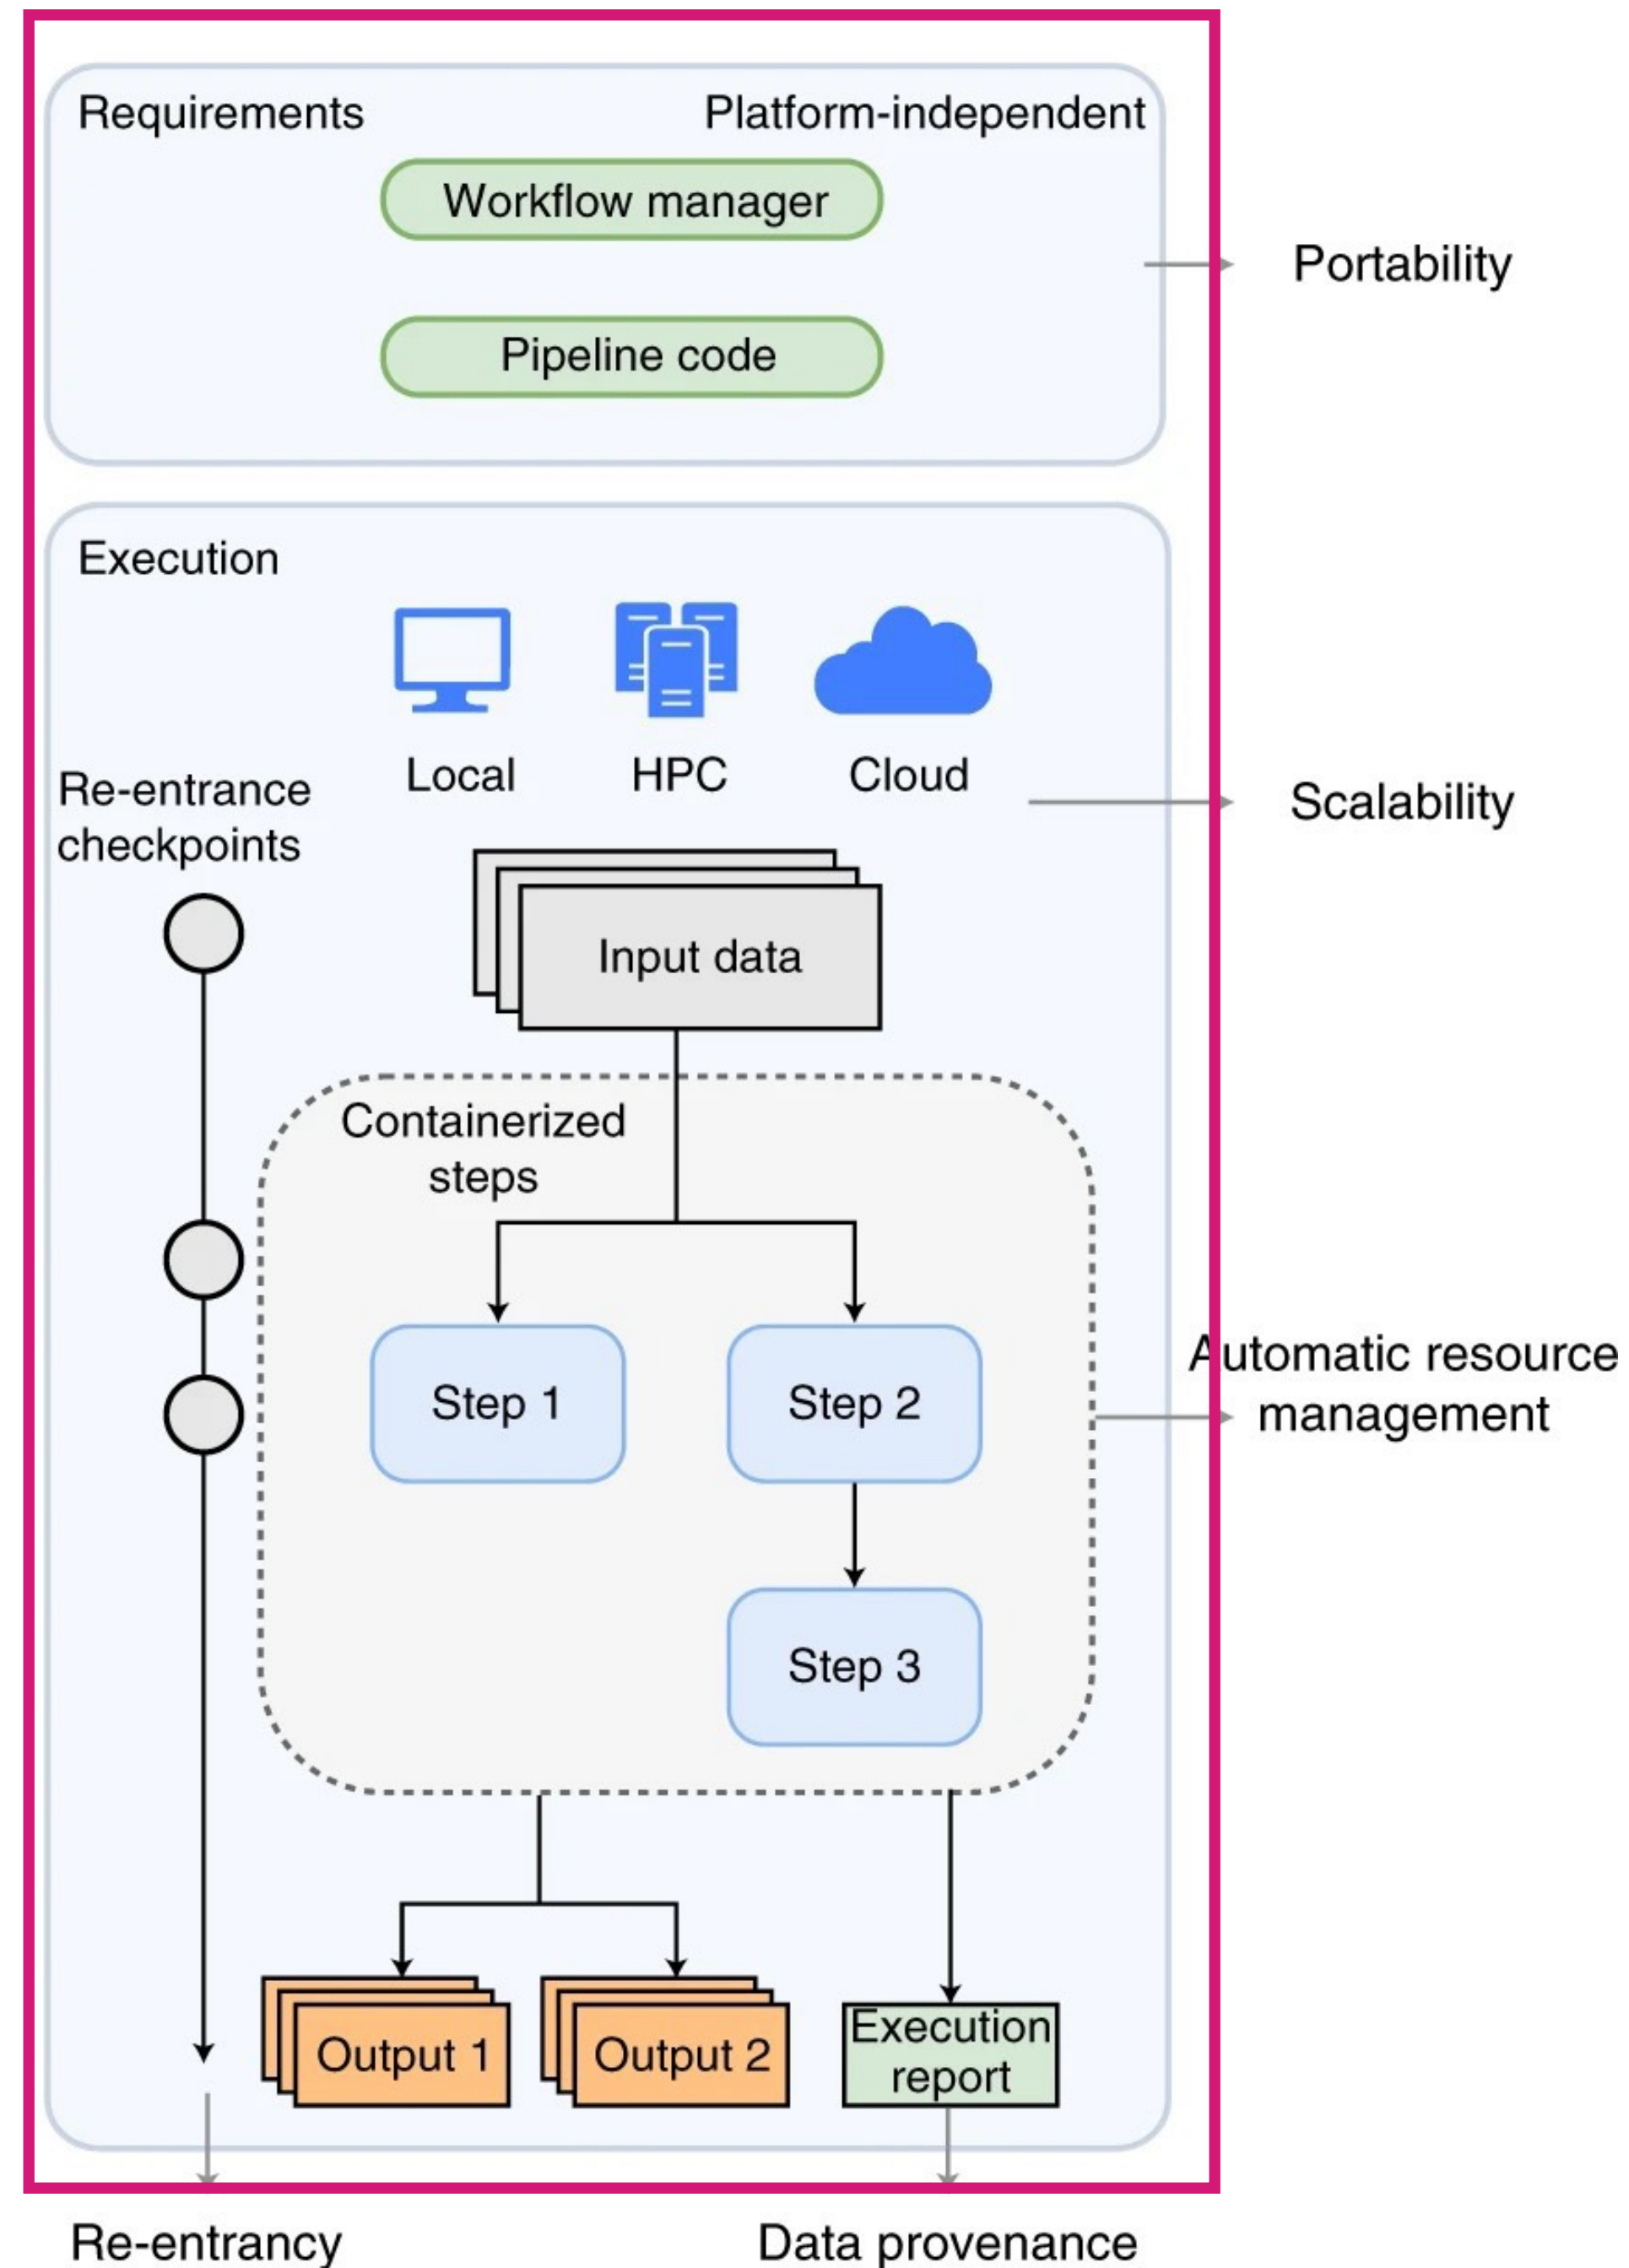 Requirements
Platform-independent
Workflow manager
Portability
Pipeline code
Execution
Local
HPC
Cloud
Re-entrance
checkpoints
Scalability
Input data
Containerized
steps
Automatic resource
management
Step 1
Step 2
Step 3
Output 1
Output 2
Execution
report
Re-entrancy
Data provenance